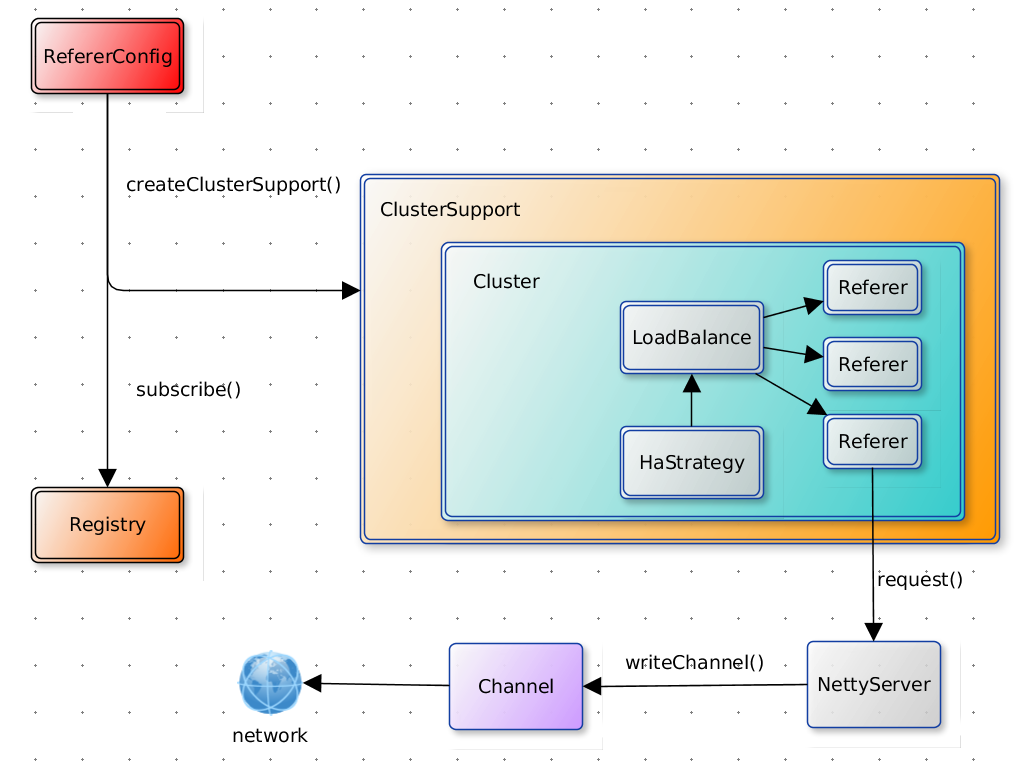 RefererConfig
createClusterSupport()
ClusterSupport
Cluster
Referer
LoadBalance
Referer
subscribe()
Referer
HaStrategy
Registry
request()
writeChannel()
NettyServer
Channel
network